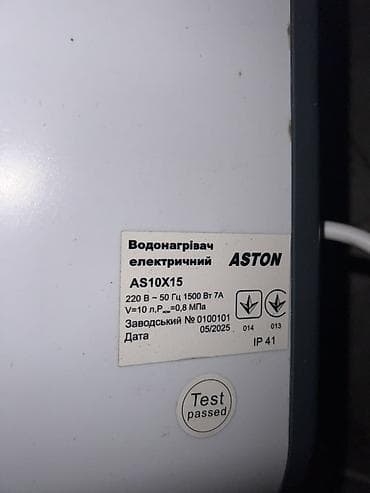 Водонагрівач
електричний ASTON
AS10X15
220 В ~ 50 Гц 1500 Вт 7А
V=10 л,Pном=0,8 МПа
Заводський № 0100101
Дата 05/2025
014 013
IP 41
Test
passed